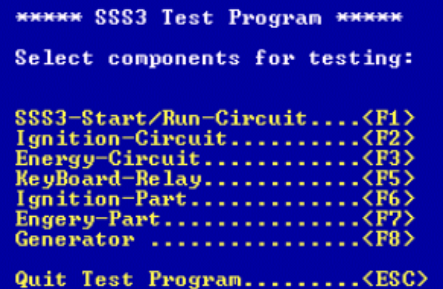 ***** SSS3 Test Program *****
Select components for testing:
SSS3-Start/Run-Circuit....<F1>
Ignition-Circuit..........<F2>
Energy-Circuit............<F3>
KeyBoard-Relay............<F5>
Ignition-Part.............<F6>
Engery-Part...............<F7>
Generator ................<F8>
Quit Test Program.........<ESC>